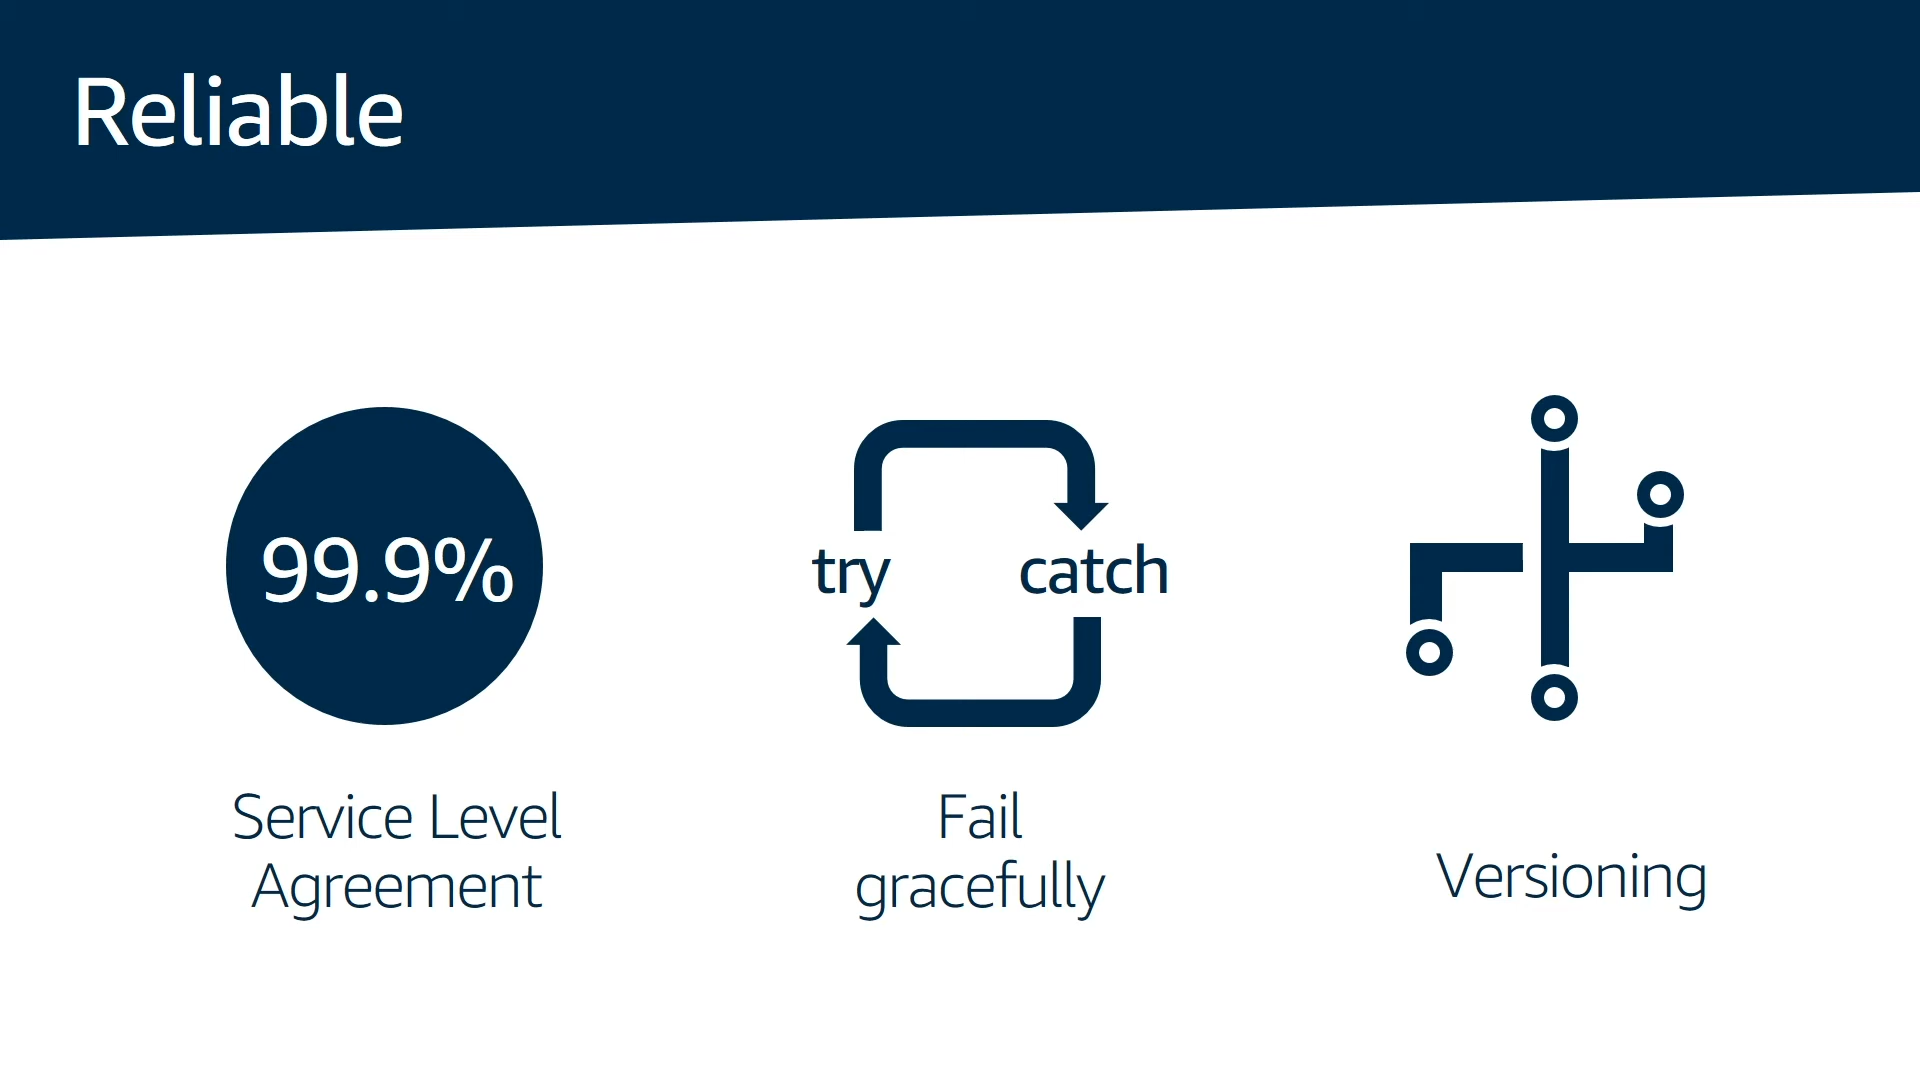 Reliable
99.9%
try
catch
Service Level
Agreement
Fail
gracefully
Versioning